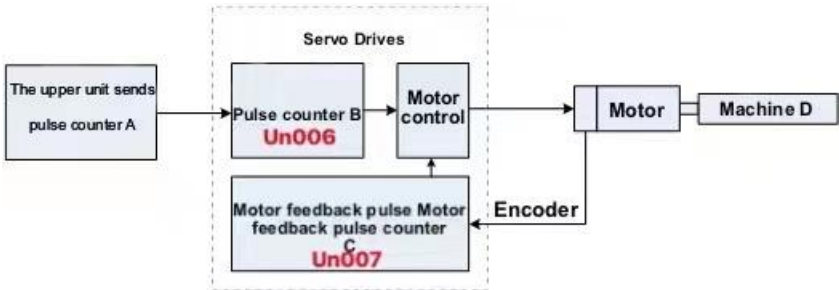 Servo Drives
The upper unit sends
pulse counter A
Pulse counter B
Un006
Motor
control
Motor
Machine D
Motor feedback pulse Motor
feedback pulse counter
C
Un007
Encoder